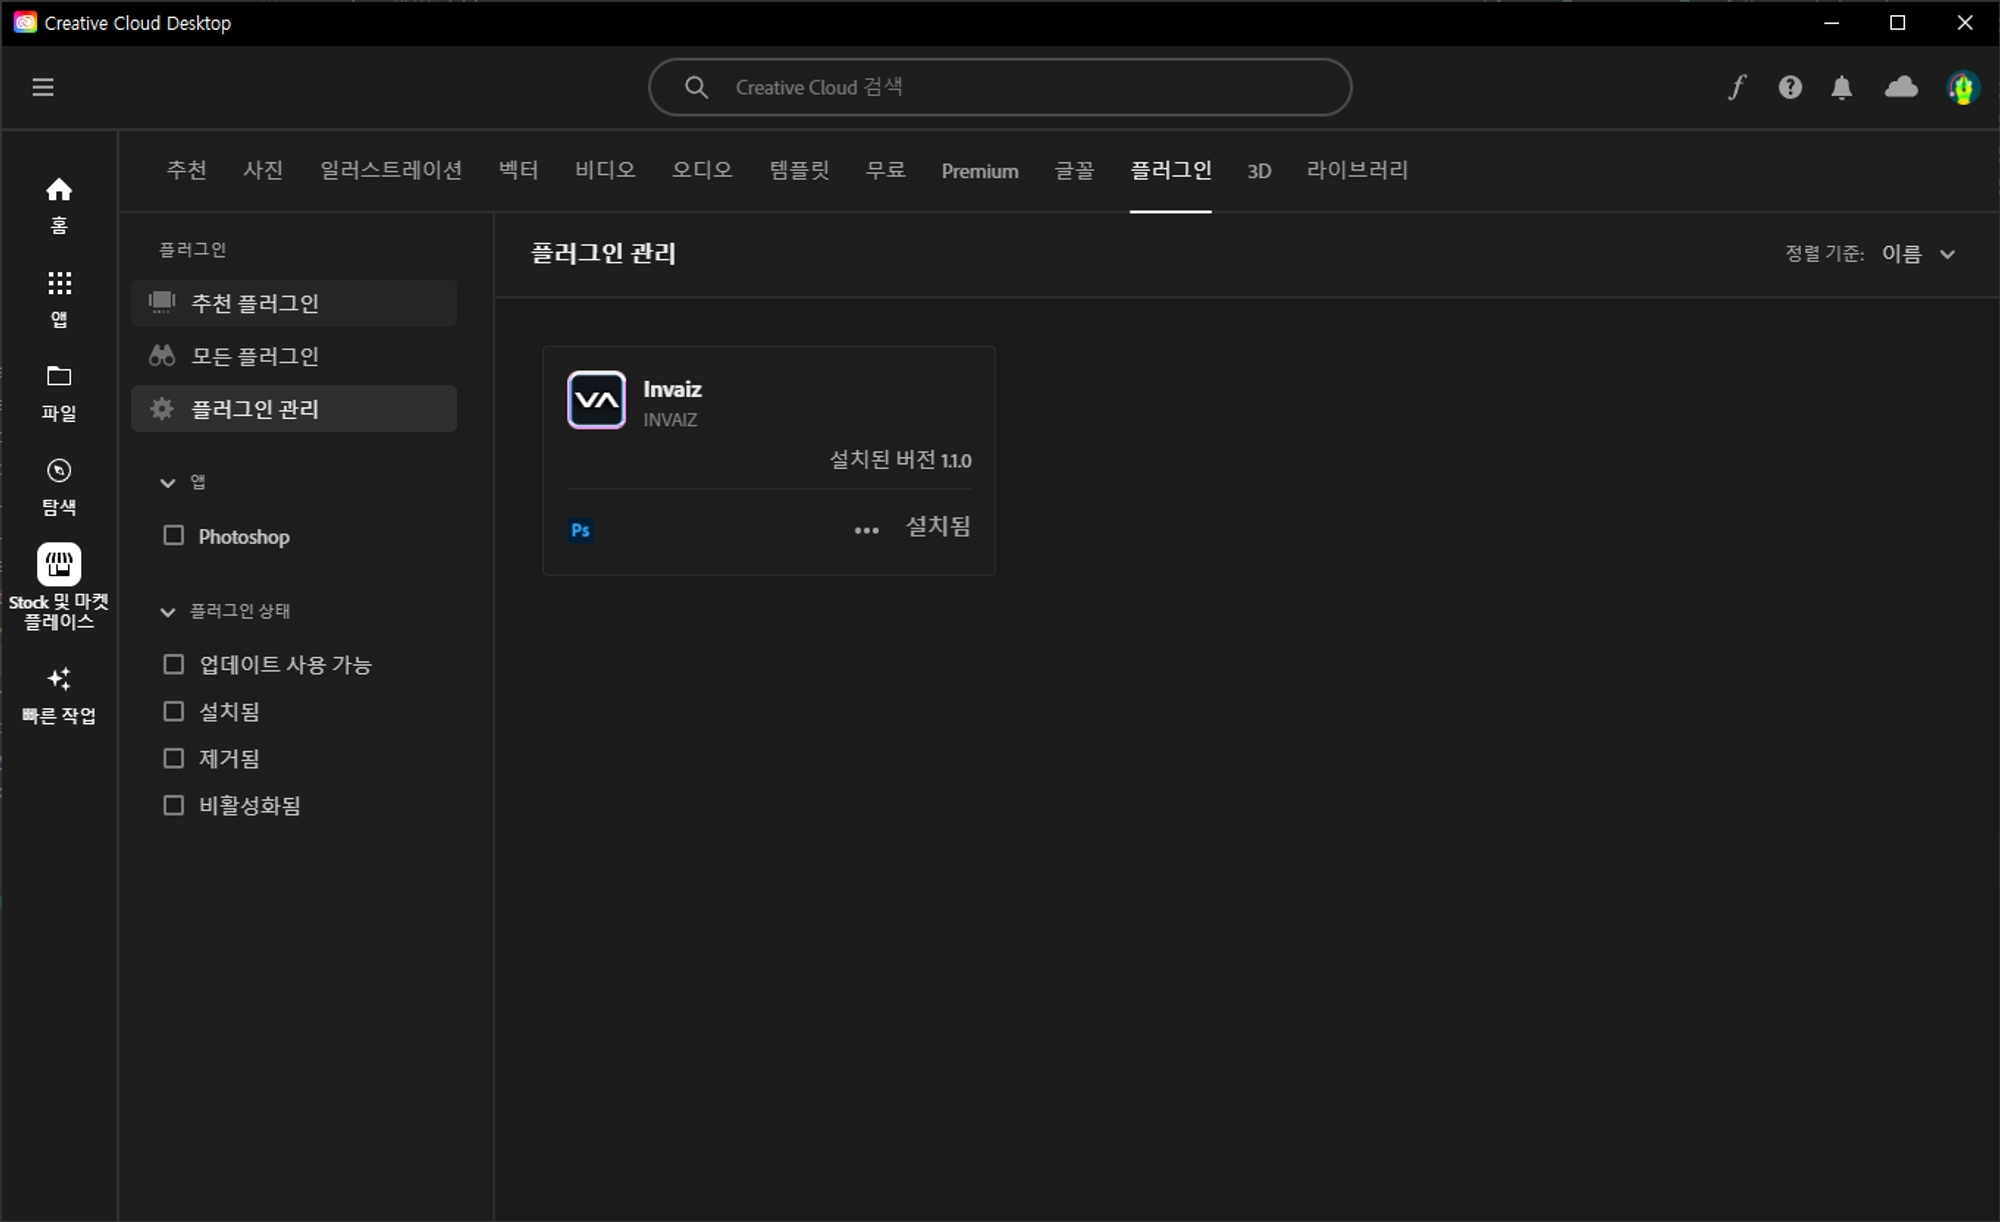 Creative Cloud Desktop
Creative Cloud 검색
추천 사진 일러스트레이션 벡터 비디오 오디오 템플릿 무료 Premium 글꼴 플러그인 3D 라이브러리
홈
앱
파일
탐색
Stock 및 마켓
플레이스
빠른 작업
플러그인
추천 플러그인
모든 플러그인
플러그인 관리
앱
Photoshop
플러그인 상태
업데이트 사용 가능
설치됨
제거됨
비활성화됨
플러그인 관리
정렬 기준: 이름
VA
Invaiz
INVAIZ
설치된 버전 1.1.0
Ps
설치됨